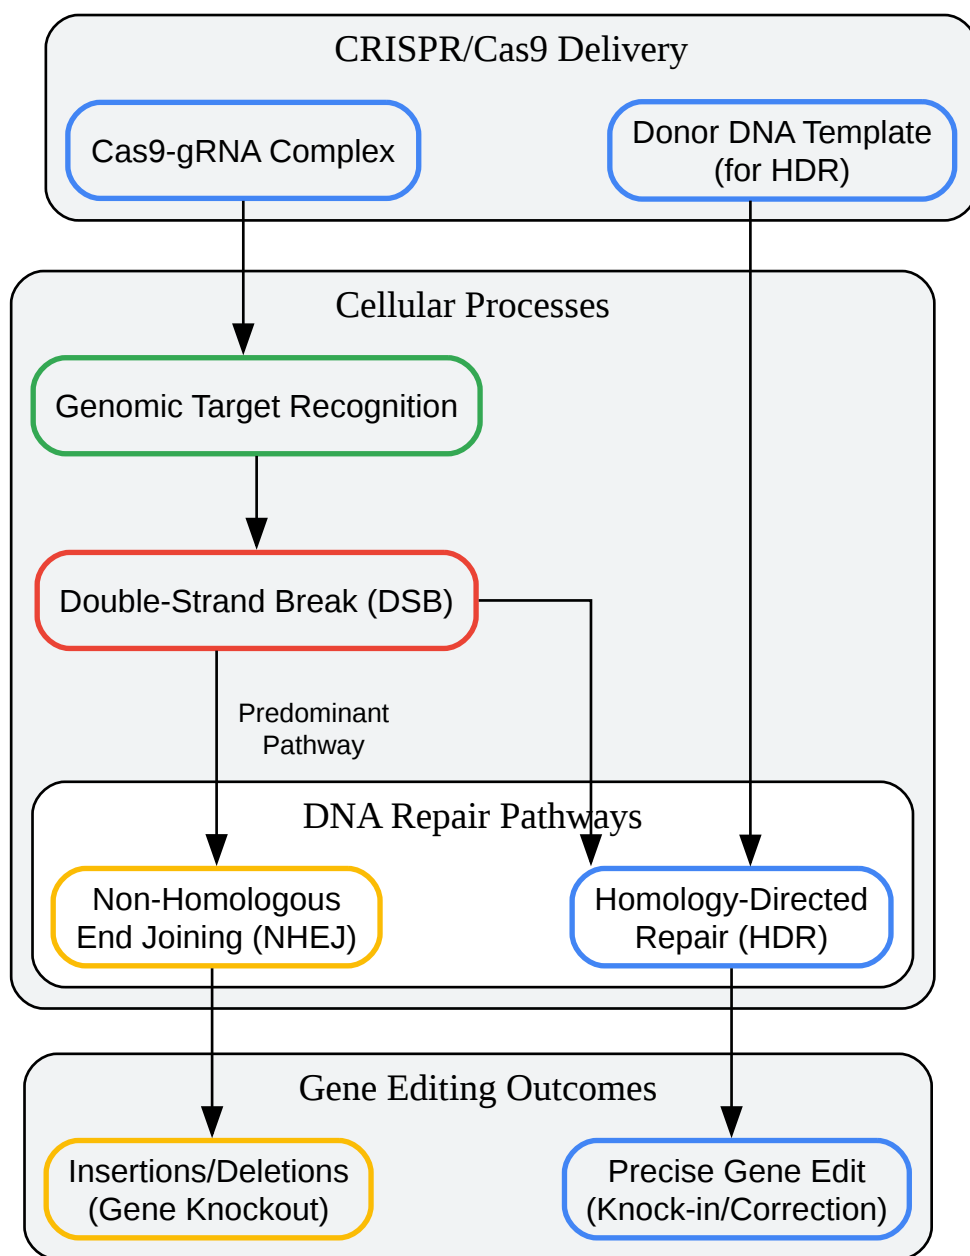 CRISPR/Cas9 Delivery
Cas9-gRNA Complex
Donor DNA Template
(for HDR)
Cellular Processes
Genomic Target Recognition
Double-Strand Break (DSB)
Predominant
Pathway
DNA Repair Pathways
Non-Homologous
End Joining (NHEJ)
Homology-Directed
Repair (HDR)
Gene Editing Outcomes
Insertions/Deletions
(Gene Knockout)
Precise Gene Edit
(Knock-in/Correction)